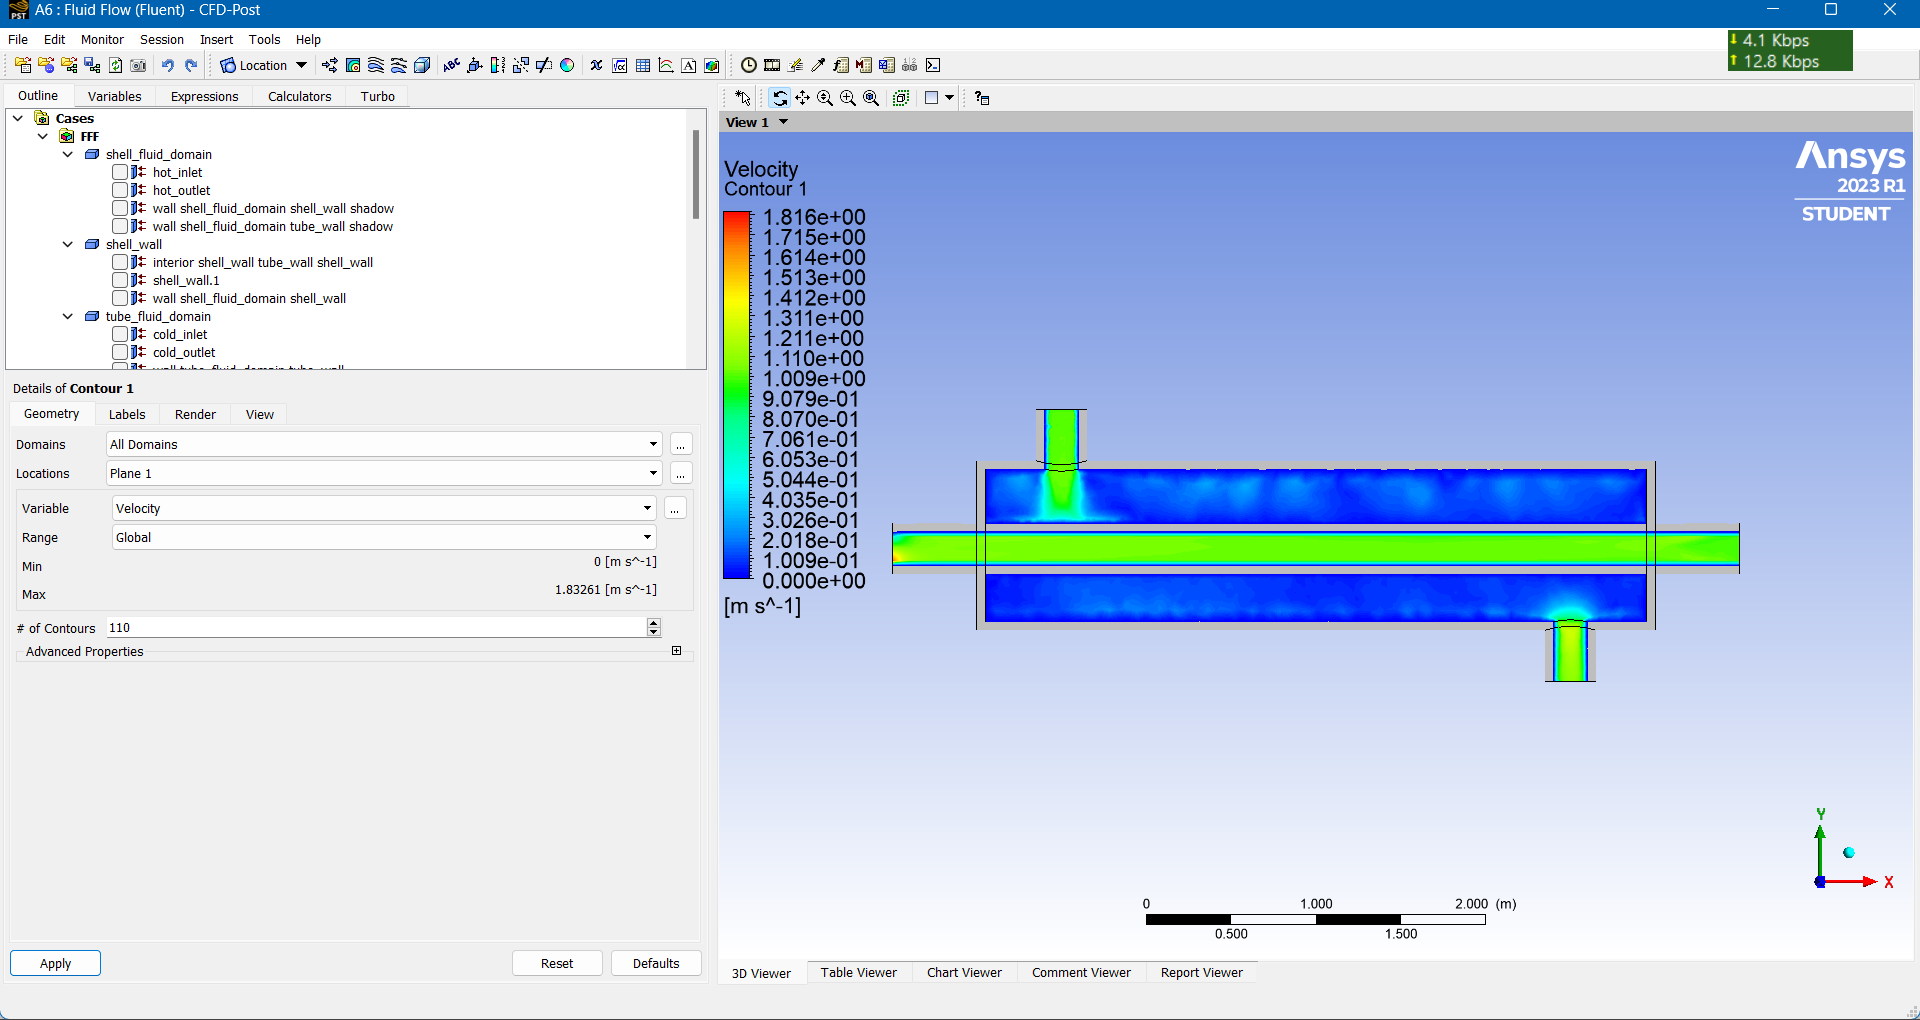 A6 : Fluid Flow (Fluent) - CFD-Post
File Edit Monitor Session Insert Tools Help
4.1 Kbps
12.8 Kbps
Location
Outline Variables Expressions Calculators Turbo
Cases
FFF
shell_fluid_domain
hot_inlet
hot_outlet
wall shell_fluid_domain shell_wall shadow
wall shell_fluid_domain tube_wall shadow
shell_wall
interior shell_wall tube_wall shell_wall
shell_wall.1
wall shell_fluid_domain shell_wall
tube_fluid_domain
cold_inlet
cold_outlet
wall tube_fluid_domain tube_wall
Details of Contour 1
Geometry Labels Render View
Domains All Domains ...
Locations Plane 1 ...
Variable Velocity ...
Range Global
Min 0 [m s^-1]
Max 1.83261 [m s^-1]
# of Contours 110
Advanced Properties
Apply Reset Defaults
View 1
Velocity
Contour 1
1.816e+00
1.715e+00
1.614e+00
1.513e+00
1.412e+00
1.311e+00
1.211e+00
1.110e+00
1.009e+00
9.079e-01
8.070e-01
7.061e-01
6.053e-01
5.044e-01
4.035e-01
3.026e-01
2.018e-01
1.009e-01
0.000e+00
[m s^-1]
Ansys
2023 R1
STUDENT
Y
X
0 1.000 2.000 (m)
0.500 1.500
3D Viewer Table Viewer Chart Viewer Comment Viewer Report Viewer